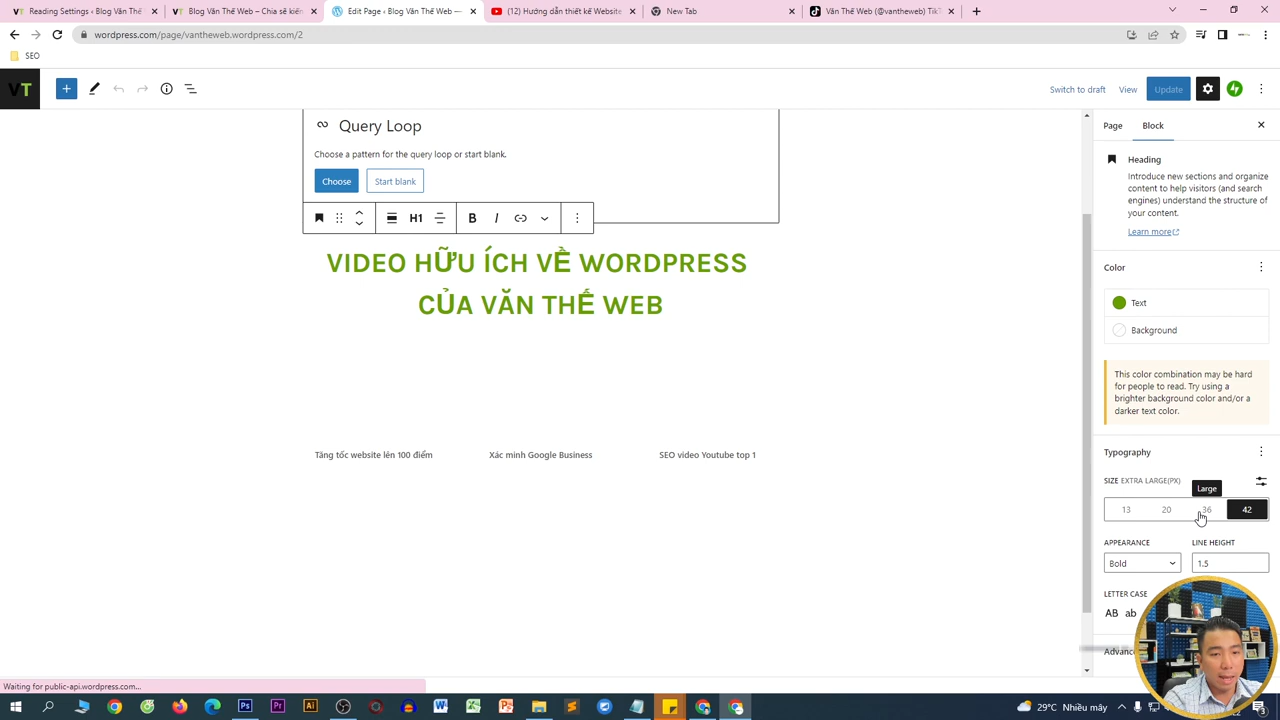 Reading Settings ‹ Blog Văn Th
Blog Văn Thế Web – Chia sẻ kiến
Edit Page ‹ Blog Văn Thế Web —
(12) Hướng dẫn thiết kế Website
New Tab
Văn Thế Web (@vantheweb) TikT
wordpress.com/page/vantheweb.wordpress.com/2
SEO
VT
Switch to draft
View
Update
Query Loop
Choose a pattern for the query loop or start blank.
Choose
Start blank
H1
B
I
VIDEO HỮU ÍCH VỀ WORDPRESS
CỦA VĂN THẾ WEB
Tăng tốc website lên 100 điểm
Xác minh Google Business
SEO video Youtube top 1
Page
Block
Heading
Introduce new sections and organize
content to help visitors (and search
engines) understand the structure of
your content.
Learn more
Color
Text
Background
This color combination may be hard
for people to read. Try using a
brighter background color and/or a
darker text color.
Typography
SIZE EXTRA LARGE(PX)
Large
13
20
36
42
APPEARANCE
LINE HEIGHT
Bold
1.5
LETTER CASE
AB
ab
Advance
Waiting for public-api.wordpress.com...
29°C Nhiều mây